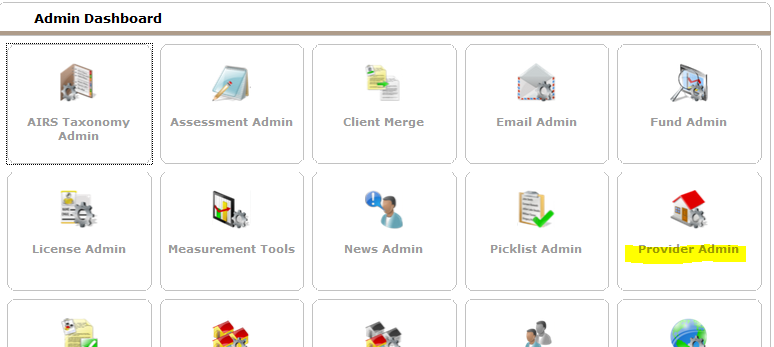 Admin Dashboard
AIRS Taxonomy
Admin
Assessment Admin
Client Merge
Email Admin
Fund Admin
License Admin
Measurement Tools
News Admin
Picklist Admin
Provider Admin